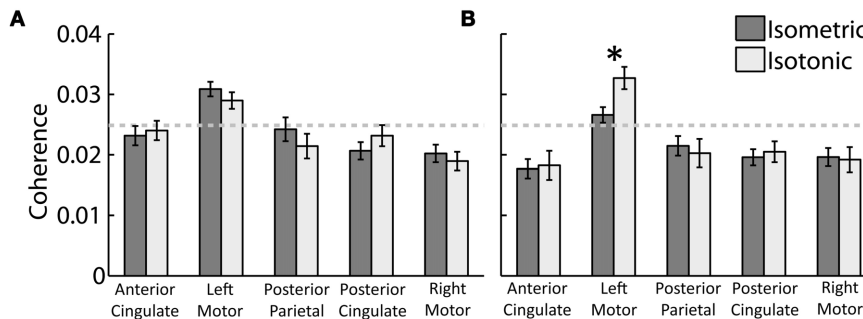 A
B
Isometric
Isotonic
*
Coherence
0.04
0.03
0.02
0.01
0
Anterior Cingulate
Left Motor
Posterior Parietal
Posterior Cingulate
Right Motor
Anterior Cingulate
Left Motor
Posterior Parietal
Posterior Cingulate
Right Motor